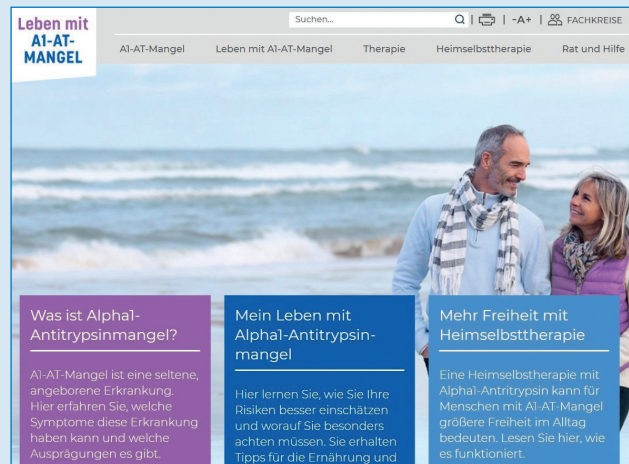 Leben mit
A1-AT-
MANGEL
Suchen...
-A+
FACHKREISE
A1-AT-Mangel
Leben mit A1-AT-Mangel
Therapie
Heimselbsttherapie
Rat und Hilfe
Was ist Alpha1-
Antitrypsinmangel?
A1-AT-Mangel ist eine seltene,
angeborene Erkrankung.
Hier erfahren Sie, welche
Symptome diese Erkrankung
haben kann und welche
Ausprägungen es gibt.
Mein Leben mit
Alpha1-Antitrypsin-
mangel
Hier lernen Sie, wie Sie Ihre
Risiken besser einschätzen
und worauf Sie besonders
achten müssen. Sie erhalten
Tipps für die Ernährung und
Mehr Freiheit mit
Heimselbsttherapie
Eine Heimselbstherapie mit
Alpha1-Antritrypsin kann für
Menschen mit A1-AT-Mangel
größere Freiheit im Alltag
bedeuten. Lesen Sie hier, wie
es funktioniert.